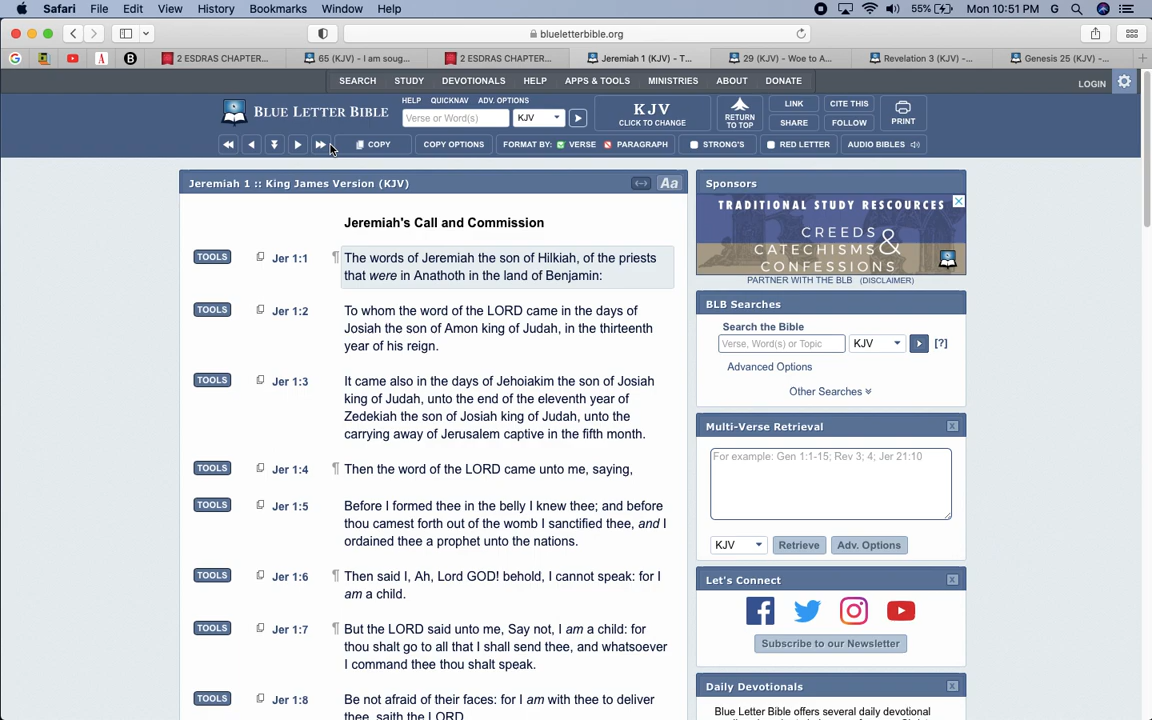 Safari File Edit View History Bookmarks Window Help 55% Mon 10:51 PM G
blueletterbible.org
2 ESDRAS CHARTER... 65 (KJV) - I am soug... 2 ESDRAS CHARTER... Jeremiah 1 (KJV) - T... 29 (KJV) - Woe to A... Revelation 3 (KJV) -... Genesis 25 (KJV) -...
SEARCH STUDY DEVOTIONALS HELP APPS & TOOLS MINISTRIES ABOUT DONATE LOGIN
BLUE LETTER BIBLE
HELP QUICKNAV ADV. OPTIONS
Verse or Word(s) KJV
KJV
CLICK TO CHANGE
RETURN
TO TOP
LINK CITE THIS
SHARE FOLLOW
PRINT
COPY COPY OPTIONS FORMAT BY: VERSE PARAGRAPH STRONG'S RED LETTER AUDIO BIBLES
Jeremiah 1 :: King James Version (KJV) Aa
Jeremiah's Call and Commission
TOOLS Jer 1:1 ¶ The words of Jeremiah the son of Hilkiah, of the priests
that were in Anathoth in the land of Benjamin:
TOOLS Jer 1:2 To whom the word of the LORD came in the days of
Josiah the son of Amon king of Judah, in the thirteenth
year of his reign.
TOOLS Jer 1:3 It came also in the days of Jehoiakim the son of Josiah
king of Judah, unto the end of the eleventh year of
Zedekiah the son of Josiah king of Judah, unto the
carrying away of Jerusalem captive in the fifth month.
TOOLS Jer 1:4 ¶ Then the word of the LORD came unto me, saying,
TOOLS Jer 1:5 Before I formed thee in the belly I knew thee; and before
thou camest forth out of the womb I sanctified thee, and I
ordained thee a prophet unto the nations.
TOOLS Jer 1:6 ¶ Then said I, Ah, Lord GOD! behold, I cannot speak: for I
am a child.
TOOLS Jer 1:7 ¶ But the LORD said unto me, Say not, I am a child: for
thou shalt go to all that I shall send thee, and whatsoever
I command thee thou shalt speak.
TOOLS Jer 1:8 Be not afraid of their faces: for I am with thee to deliver
thee, saith the LORD.
Sponsors
TRADITIONAL STUDY RESOURCES
CREEDS
CATECHISMS &
CONFESSIONS
PARTNER WITH THE BLB (DISCLAIMER)
BLB Searches
Search the Bible
Verse, Word(s) or Topic KJV [?]
Advanced Options
Other Searches
Multi-Verse Retrieval
For example: Gen 1:1-15; Rev 3; 4; Jer 21:10
KJV Retrieve Adv. Options
Let's Connect
Subscribe to our Newsletter
Daily Devotionals
Blue Letter Bible offers several daily devotional